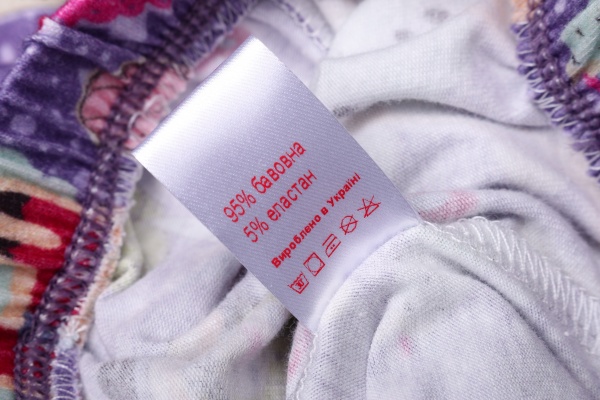 95% бавовна
5% еластан
Вироблено в Україні